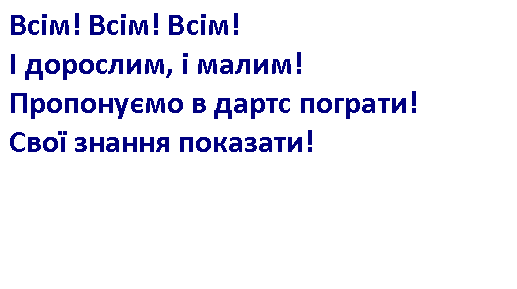 Всім! Всім! Всім!
І дорослим, і малим!
Пропонуємо в дартс пограти!
Свої знання показати!